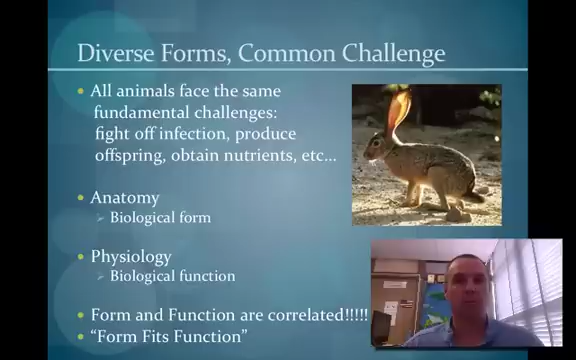 Diverse Forms, Common Challenge
All animals face the same
fundamental challenges:
fight off infection, produce
offspring, obtain nutrients, etc...
Anatomy
Biological form
Physiology
Biological function
Form and Function are correlated!!!!!
“Form Fits Function”